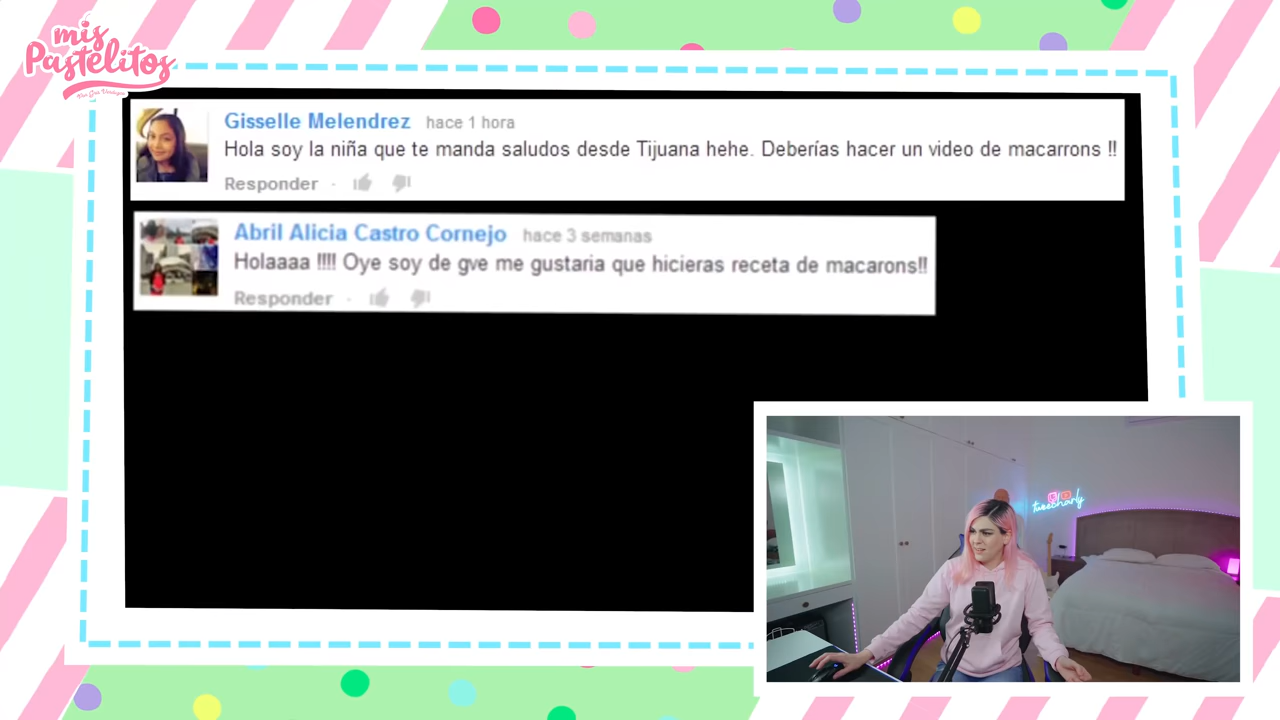 mis
Pastelitos
Gisselle Melendrez hace 1 hora
Hola soy la niña que te manda saludos desde Tijuana hehe. Deberías hacer un video de macarrons !!
Responder ·
Abril Alicia Castro Cornejo hace 3 semanas
Holaaaa !!!! Oye soy de gve me gustaria que hicieras receta de macarons!!
Responder ·
twocharly